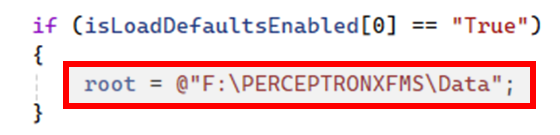 if (isLoadDefaultsEnabled[0] == "True")
{
root = @"F:\PERCEPTRONXFMS\Data";
}